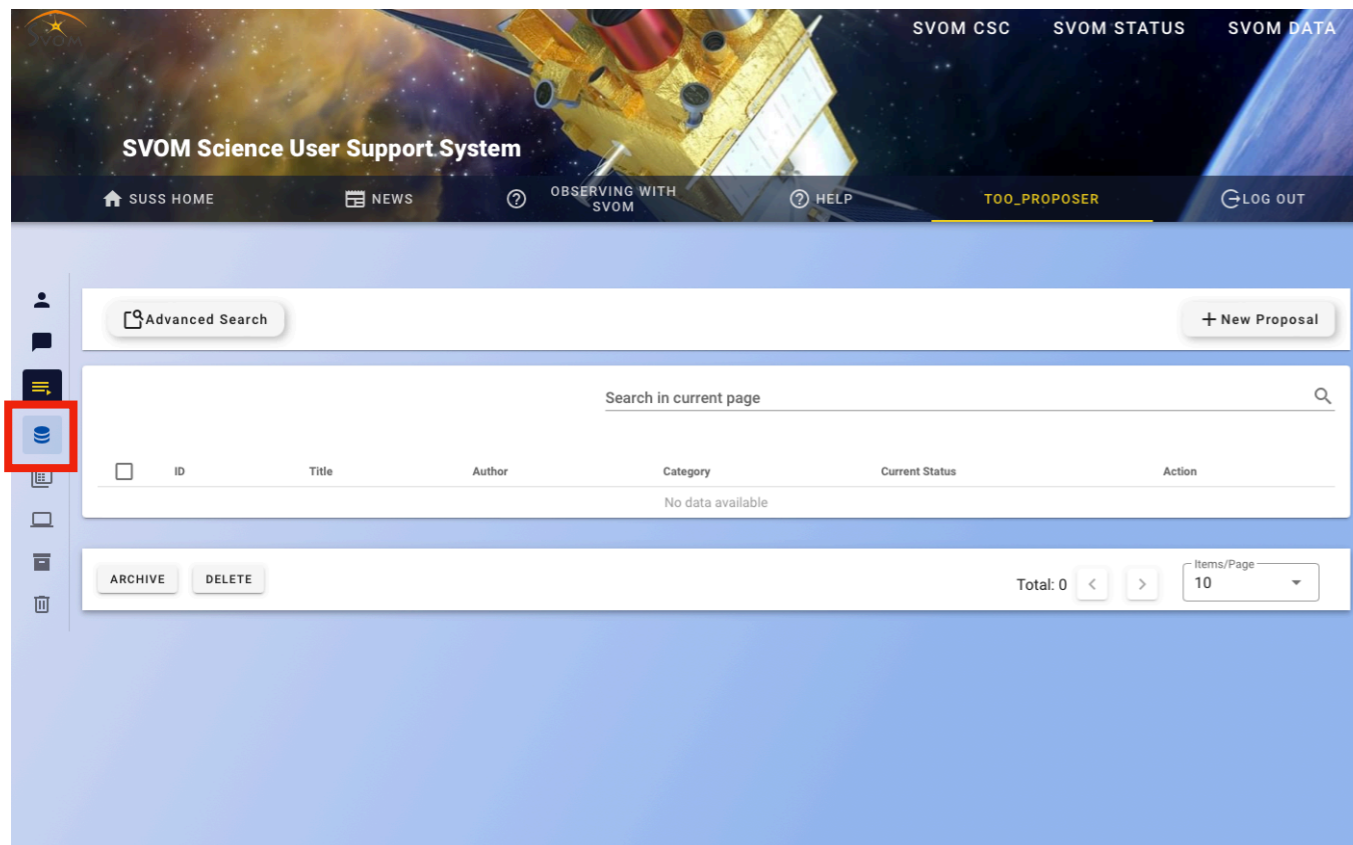 SVOM
SVOM CSC SVOM STATUS SVOM DATA
SVOM Science User Support System
SUSS HOME NEWS OBSERVING WITH SVOM HELP TOO_PROPOSER LOG OUT
Advanced Search + New Proposal
Search in current page
ID Title Author Category Current Status Action
No data available
ARCHIVE DELETE Total: 0 < > Items/Page 10